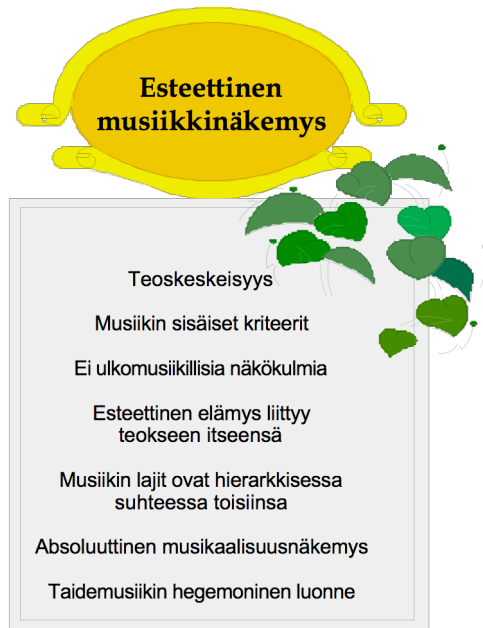 Esteettinen
musiikkinäkemys
Teoskeskeisyys
Musiikin sisäiset kriteerit
Ei ulkomusiikillisia näkökulmia
Esteettinen elämys liittyy
teokseen itseensä
Musiikin lajit ovat hierarkkisessa
suhteessa toisiinsa
Absoluuttinen musikaalisuusnäkemys
Taidemusiikin hegemoninen luonne